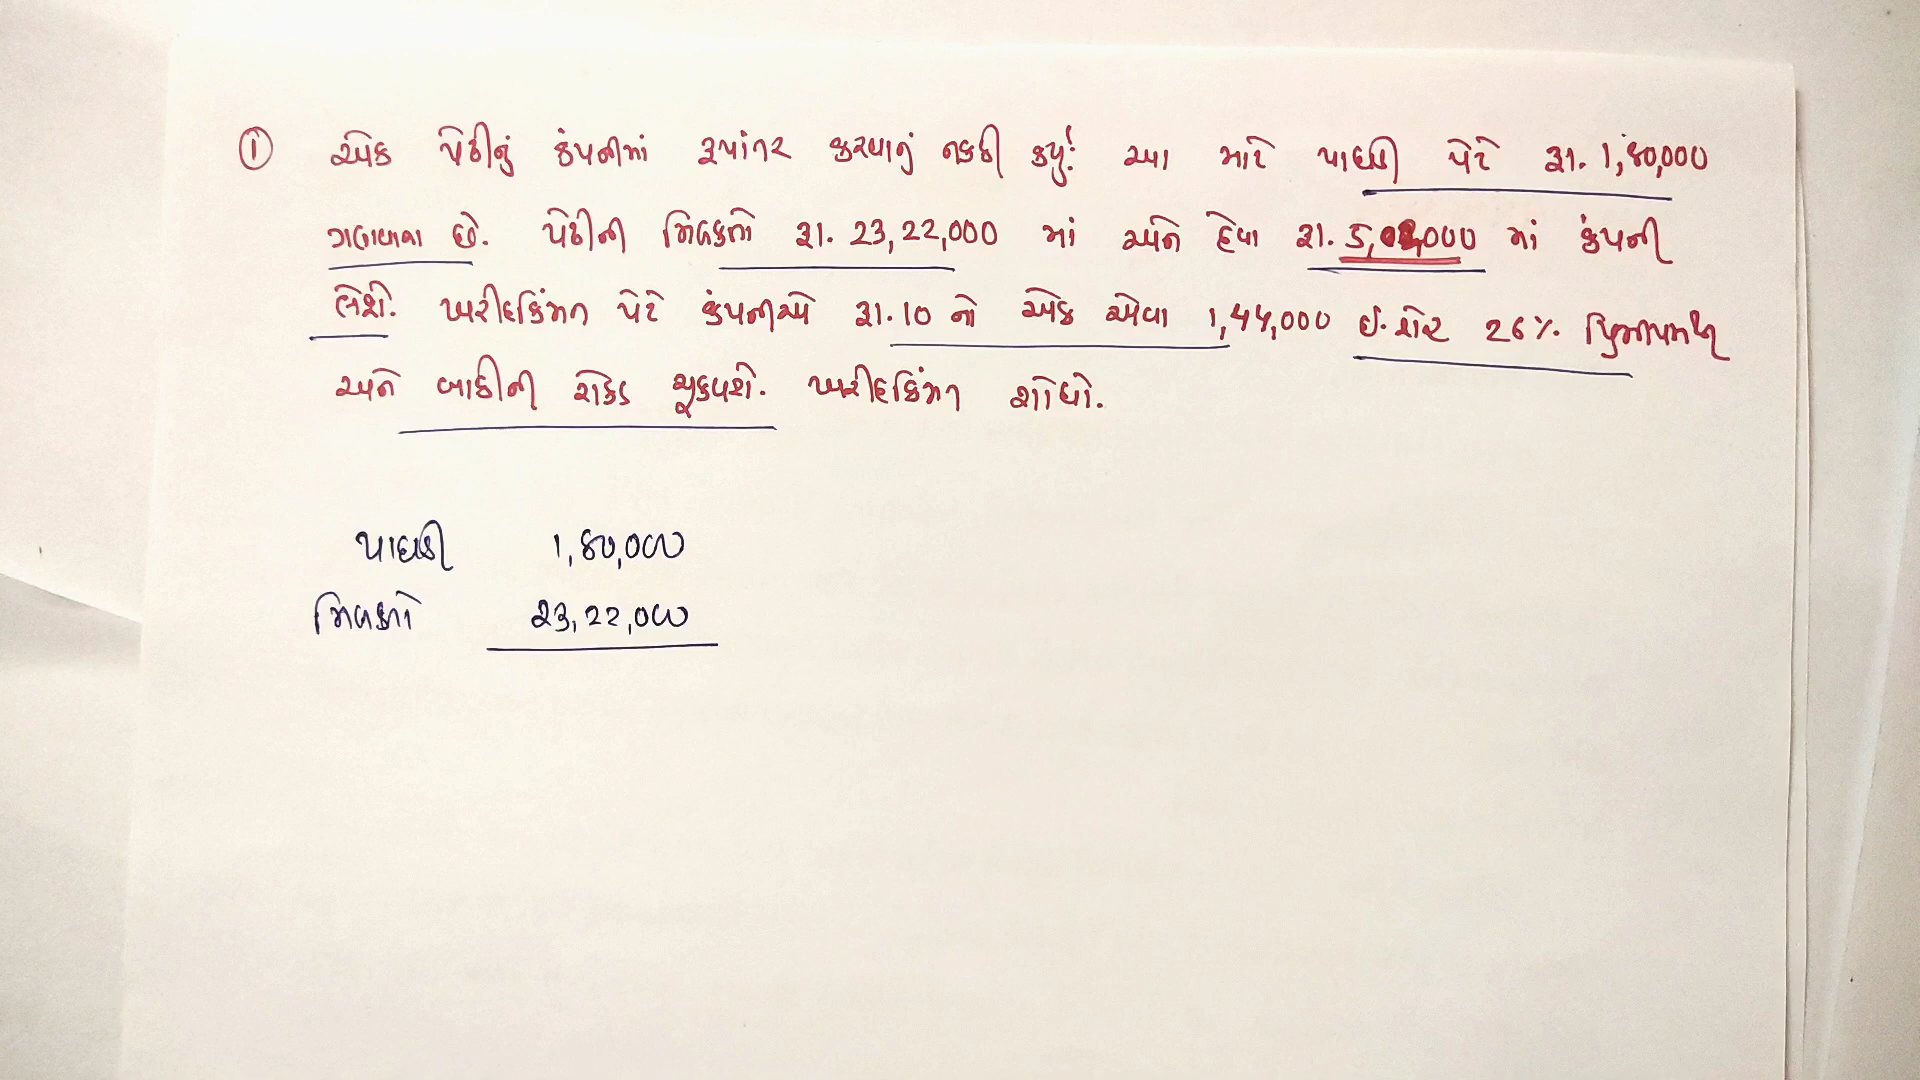 ① એક પેઢીનું કંપનીમાં રૂપાંતર કરવાનું નક્કી કર્યું. આ માટે પાઘડી પેટે રૂા. 1,80,000
ગણવાના છે. પેઢીની મિલકતો રૂા. 23,22,000 માં અને દેવા રૂા. 5,02,000 માં કંપની
લેશે. ખરીદકિંમત પેટે કંપનીએ રૂા. 10 નો એક એવા 1,44,000 ઈ. શેર 26%. પ્રિમીયમથી
અને બાકીની રોકડ ચૂકવશે. ખરીદકિંમત શોધો.
પાઘડી 1,80,000
મિલકતો 23,22,000